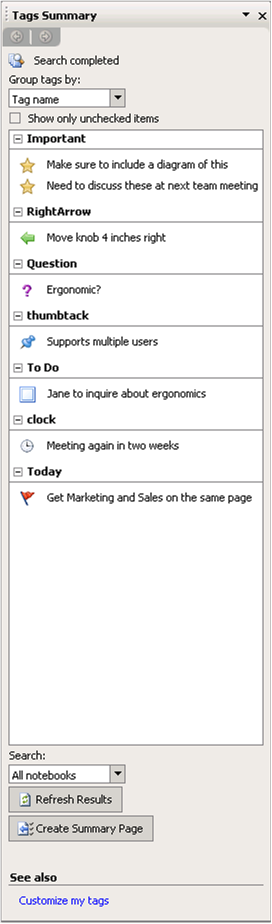 Tags Summary
Search completed
Group tags by:
Tag name
Show only unchecked items
Important
Make sure to include a diagram of this
Need to discuss these at next team meeting
RightArrow
Move knob 4 inches right
Question
? Ergonomic?
thumbtack
Supports multiple users
To Do
Jane to inquire about ergonomics
clock
Meeting again in two weeks
Today
Get Marketing and Sales on the same page
Search:
All notebooks
Refresh Results
Create Summary Page
See also
Customize my tags